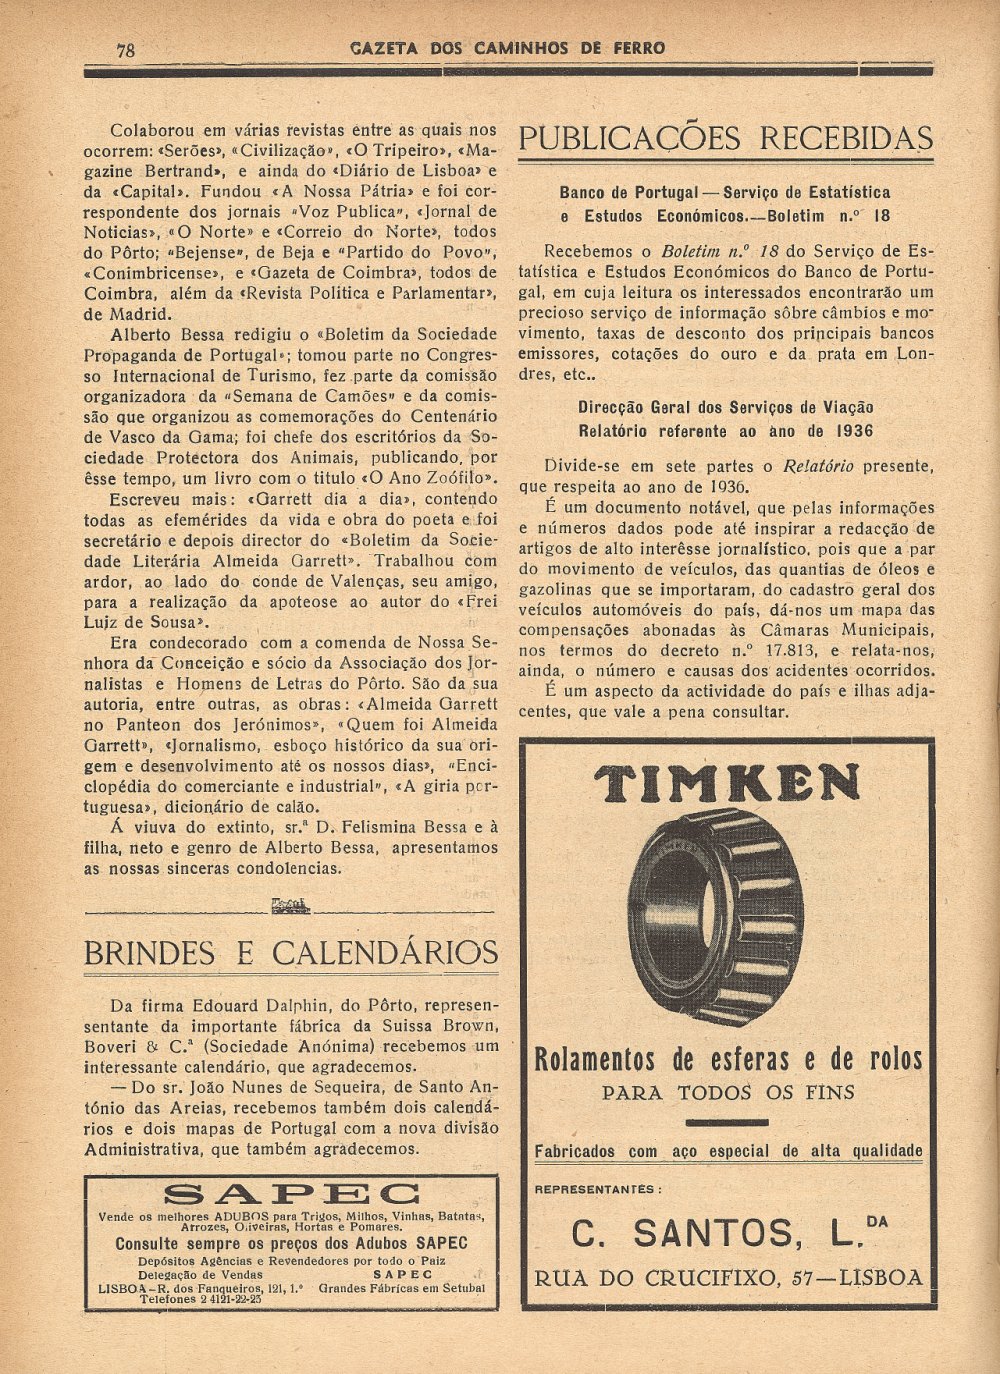 78
GAZETA DOS CAMINHOS DE FERRO
Colaborou em várias revistas entre as quais nos
ocorrem: «Serões», «Civilização», «O Tripeiro», «Ma-
gazine Bertrand», e ainda do «Diário de Lisboa» e
da «Capital». Fundou «A Nossa Pátria» e foi cor-
respondente dos jornais «Voz Publica», «Jornal de
Noticias», «O Norte» e «Correio do Norte», todos
do Pôrto; «Bejense», de Beja e «Partido do Povo»,
«Conimbricense», e «Gazeta de Coimbra», todos de
Coimbra, além da «Revista Politica e Parlamentar»,
de Madrid.
Alberto Bessa redigiu o «Boletim da Sociedade
Propaganda de Portugal»; tomou parte no Congres-
so Internacional de Turismo, fez parte da comissão
organizadora da «Semana de Camões» e da comis-
são que organizou as comemorações do Centenário
de Vasco da Gama; foi chefe dos escritórios da So-
ciedade Protectora dos Animais, publicando, por
êsse tempo, um livro com o titulo «O Ano Zoófilo».
Escreveu mais: «Garrett dia a dia», contendo
todas as efemérides da vida e obra do poeta e foi
secretário e depois director do «Boletim da Socie-
dade Literária Almeida Garrett». Trabalhou com
ardor, ao lado do conde de Valenças, seu amigo,
para a realização da apoteose ao autor do «Frei
Luiz de Sousa».
Era condecorado com a comenda de Nossa Se-
nhora da Conceição e sócio da Associação dos Jor-
nalistas e Homens de Letras do Pôrto. São da sua
autoria, entre outras, as obras: «Almeida Garrett
no Panteon dos Jerónimos», «Quem foi Almeida
Garrett», «Jornalismo, esboço histórico da sua ori-
gem e desenvolvimento até os nossos dias», «Enci-
clopédia do comerciante e industrial», «A giria por-
tuguesa», dicionário de calão.
Á viuva do extinto, sr.ª D. Felismina Bessa e à
filha, neto e genro de Alberto Bessa, apresentamos
as nossas sinceras condolencias.
BRINDES E CALENDÁRIOS
Da firma Edouard Dalphin, do Pôrto, represen-
sentante da importante fábrica da Suissa Brown,
Boveri & C.ª (Sociedade Anónima) recebemos um
interessante calendário, que agradecemos.
— Do sr. João Nunes de Sequeira, de Santo An-
tónio das Areias, recebemos também dois calendá-
rios e dois mapas de Portugal com a nova divisão
Administrativa, que também agradecemos.
SAPEC
Vende os melhores ADUBOS para Trigos, Milhos, Vinhas, Batatas,
Arrozes, Oliveiras, Hortas e Pomares.
Consulte sempre os preços dos Adubos SAPEC
Depósitos Agências e Revendedores por todo o Paiz
Delegação de Vendas SAPEC
LISBOA—R. dos Fanqueiros, 121, 1.º Grandes Fábricas em Setubal
Telefones 2 4121-22-23
PUBLICAÇÕES RECEBIDAS
Banco de Portugal — Serviço de Estatística
e Estudos Económicos.—Boletim n.º 18
Recebemos o Boletim n.º 18 do Serviço de Es-
tatística e Estudos Económicos do Banco de Portu-
gal, em cuja leitura os interessados encontrarão um
precioso serviço de informação sôbre câmbios e mo-
vimento, taxas de desconto dos principais bancos
emissores, cotações do ouro e da prata em Lon-
dres, etc..
Direcção Geral dos Serviços de Viação
Relatório referente ao ano de 1936
Divide-se em sete partes o Relatório presente,
que respeita ao ano de 1936.
É um documento notável, que pelas informações
e números dados pode até inspirar a redacção de
artigos de alto interêsse jornalístico, pois que a par
do movimento de veículos, das quantias de óleos e
gazolinas que se importaram, do cadastro geral dos
veículos automóveis do país, dá-nos um mapa das
compensações abonadas às Câmaras Municipais,
nos termos do decreto n.º 17.813, e relata-nos,
ainda, o número e causas dos acidentes ocorridos.
É um aspecto da actividade do país e ilhas adja-
centes, que vale a pena consultar.
TIMKEN
Rolamentos de esferas e de rolos
PARA TODOS OS FINS
Fabricados com aço especial de alta qualidade
REPRESENTANTES:
C. SANTOS, L.DA
RUA DO CRUCIFIXO, 57—LISBOA